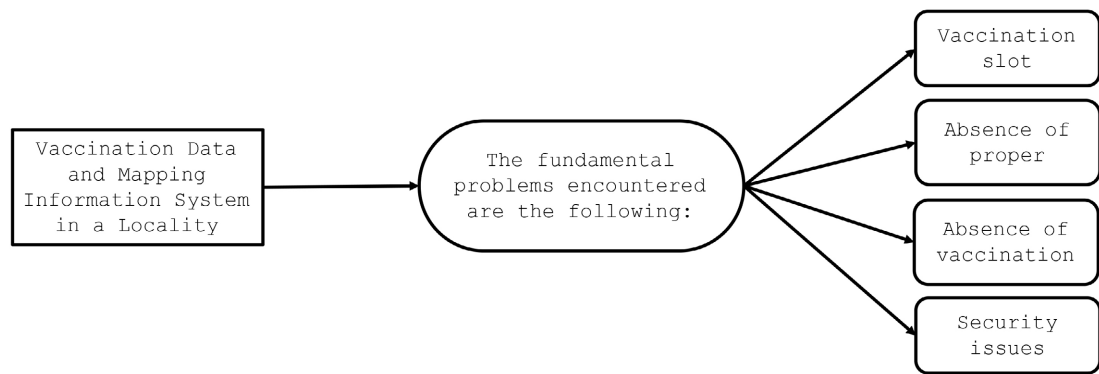 Vaccination Data
and Mapping
Information System
in a Locality
The fundamental
problems encountered
are the following:
Vaccination
slot
Absence of
proper
Absence of
vaccination
Security
issues